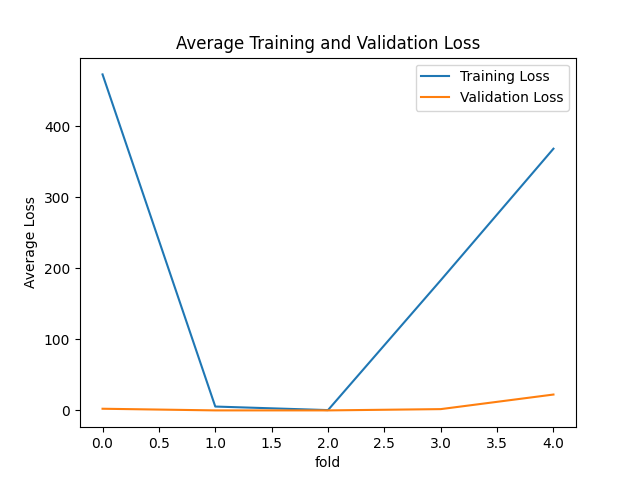 Average Training and Validation Loss
Training Loss
Validation Loss
Average Loss
400
300
200
100
0
0.0 0.5 1.0 1.5 2.0 2.5 3.0 3.5 4.0
fold